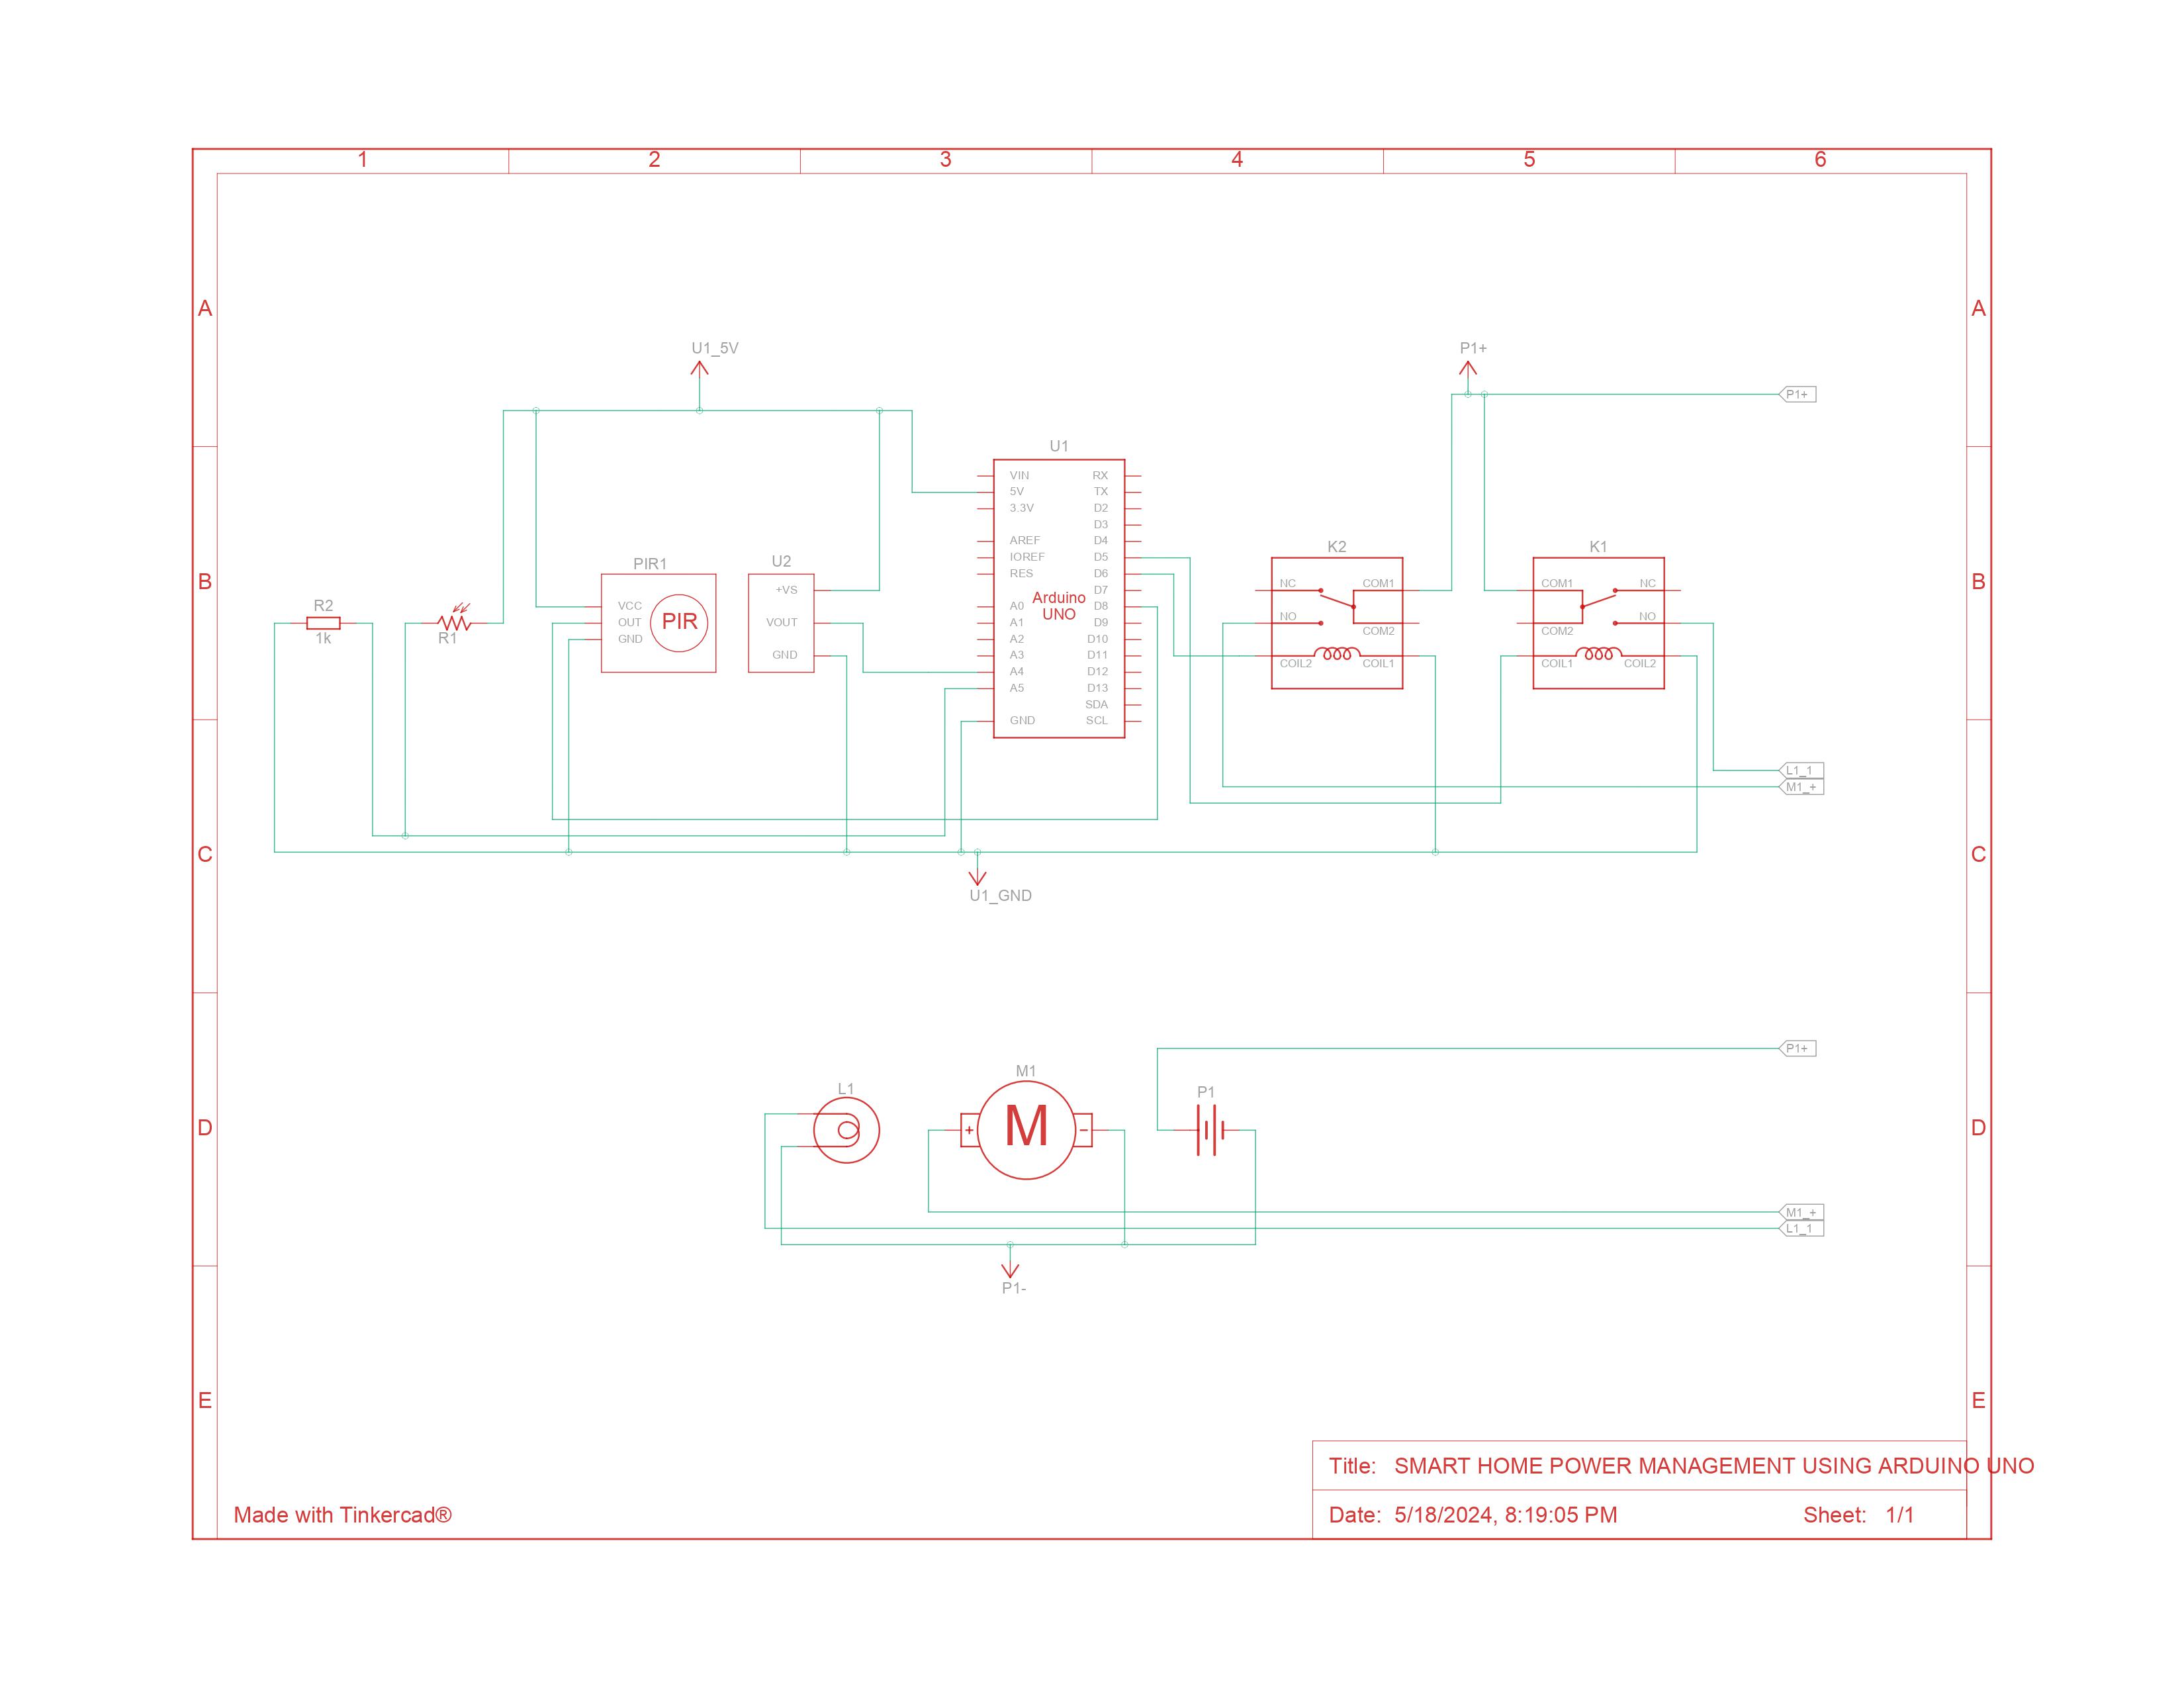 1 2 3 4 5 6
A A
U1_5V P1+
P1+
U1
VIN RX
5V TX
3.3V D2
D3
AREF D4
IOREF D5
RES D6
D7
A0 D8
A1 D9
A2 D10
A3 D11
A4 D12
A5 D13
SDA
GND SCL
Arduino
UNO
B B
R2
1k
R1
PIR1
VCC
OUT
GND
PIR
U2
+VS
VOUT
GND
K2
NC COM1
NO
COM2
COIL2 COIL1
K1
COM1 NC
NO
COM2
COIL1 COIL2
L1_1
M1_+
C C
U1_GND
P1+
D D
L1
M1
+ M -
P1
M1_+
L1_1
P1-
E E
Title: SMART HOME POWER MANAGEMENT USING ARDUINO UNO
Made with Tinkercad®
Date: 5/18/2024, 8:19:05 PM Sheet: 1/1